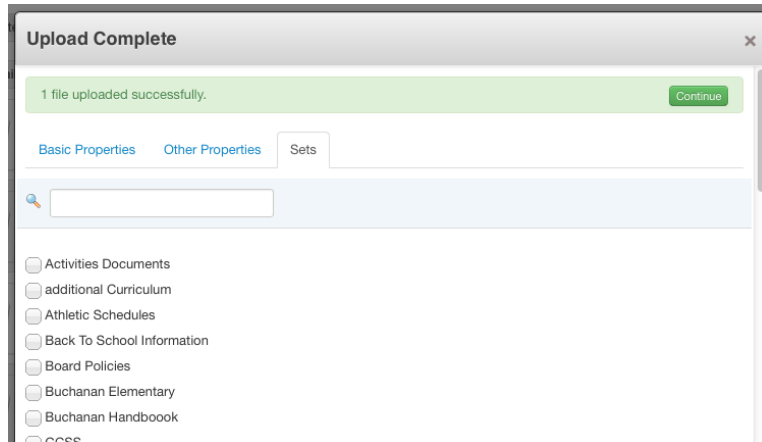 Upload Complete
×
1 file uploaded successfully.
Continue
Basic Properties Other Properties Sets
Activities Documents
additional Curriculum
Athletic Schedules
Back To School Information
Board Policies
Buchanan Elementary
Buchanan Handboook
CCSS